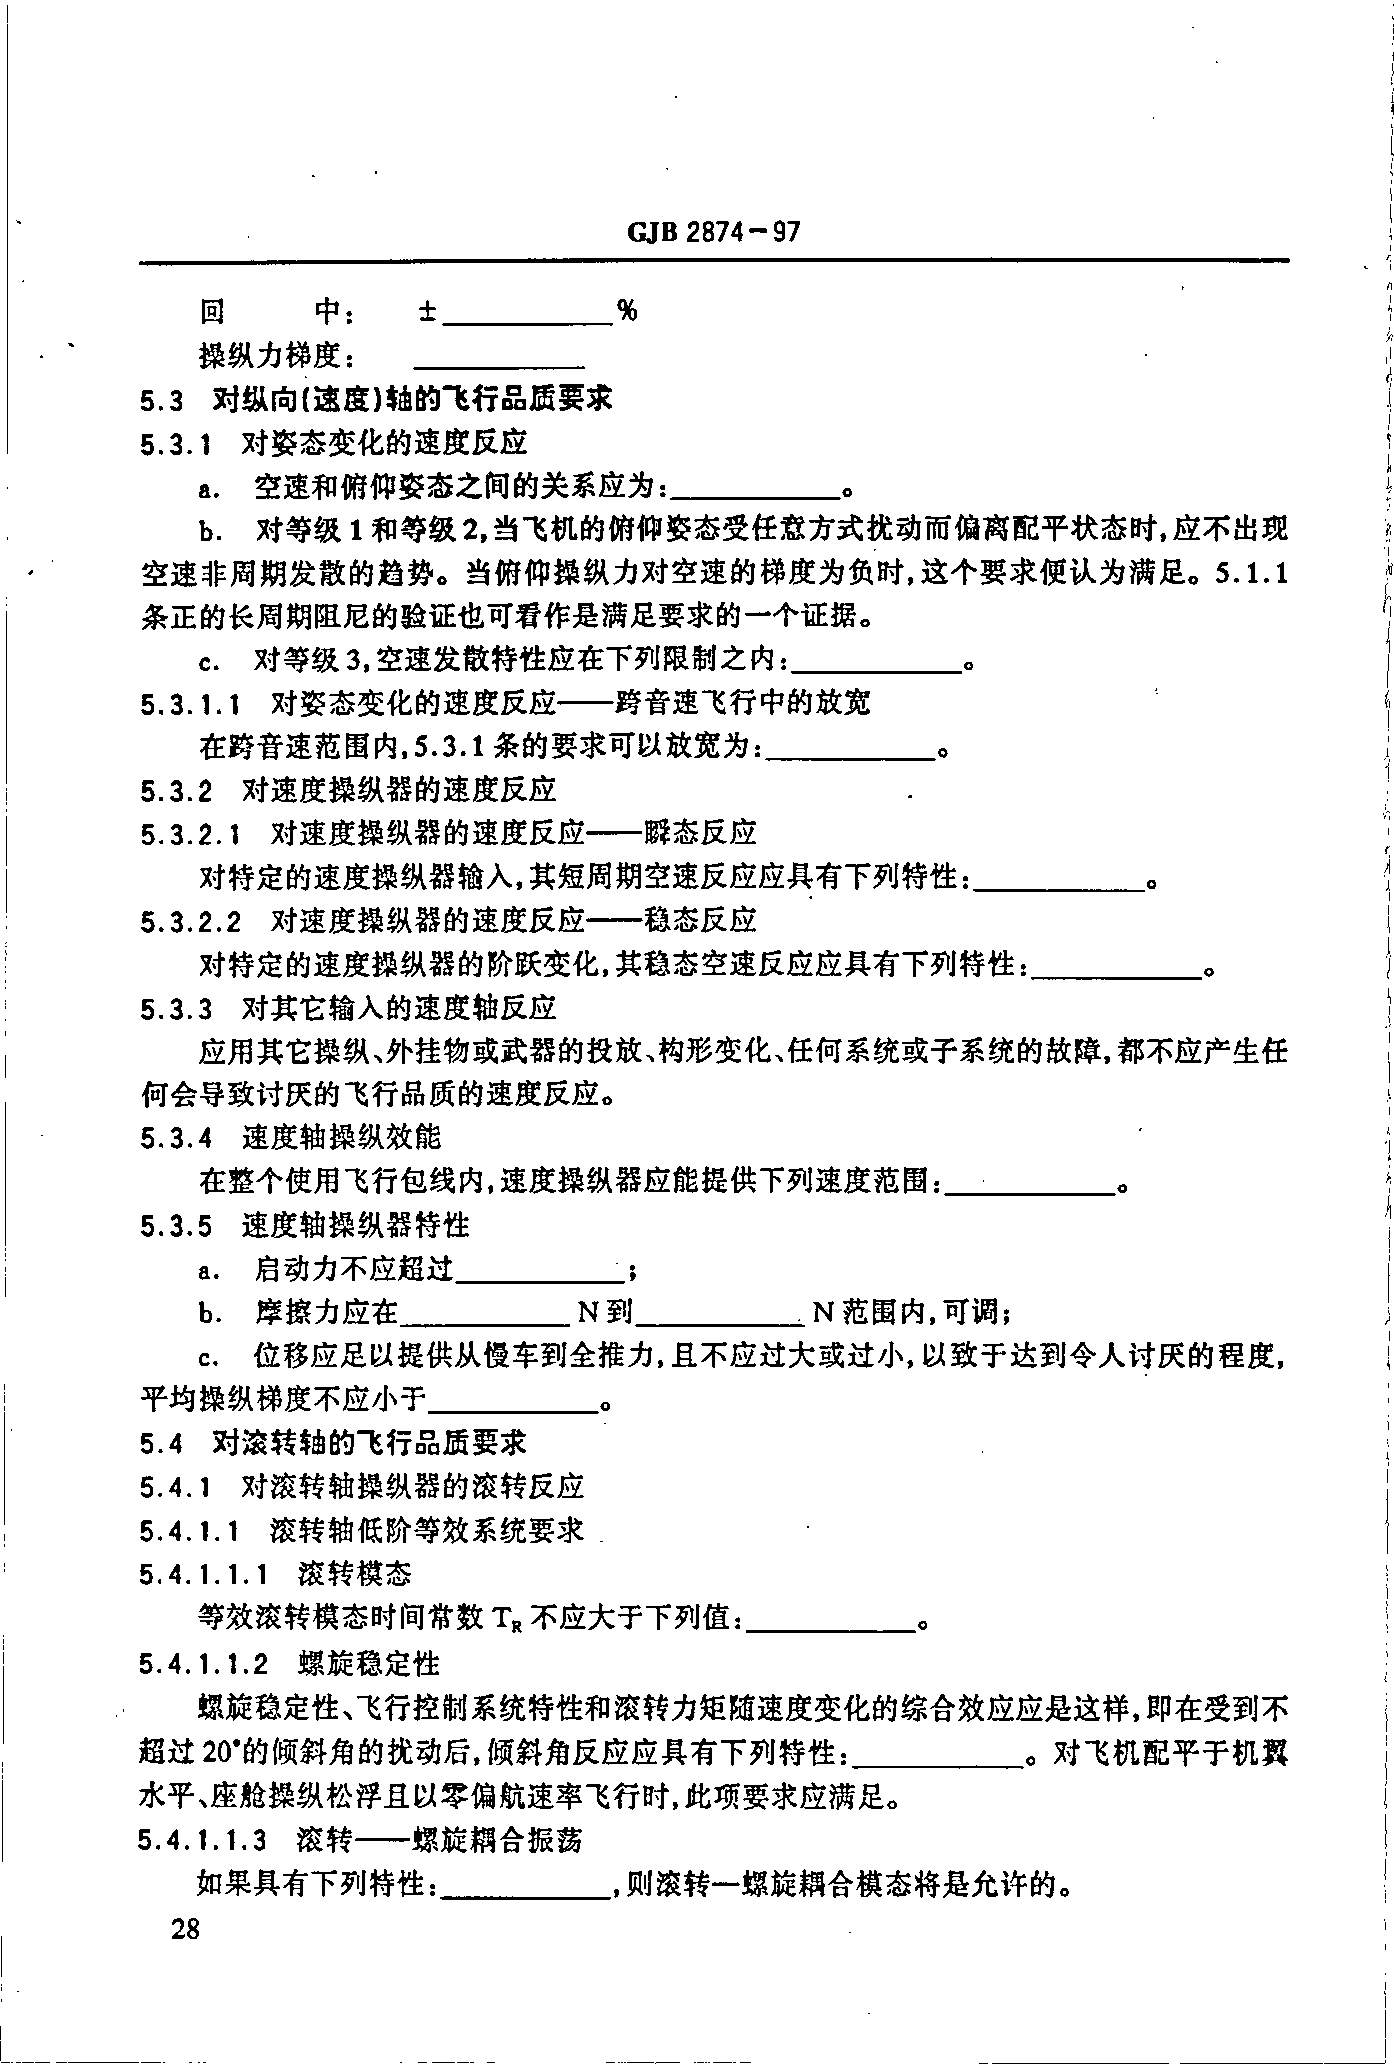 GJB 2874－97
回　　　中：　　±____________%
操纵力梯度：　　____________
5.3　对纵向(速度)轴的飞行品质要求
5.3.1　对姿态变化的速度反应
a.　空速和俯仰姿态之间的关系应为：____________。
b.　对等级1和等级2,当飞机的俯仰姿态受任意方式扰动而偏离配平状态时,应不出现
空速非周期发散的趋势。当俯仰操纵力对空速的梯度为负时,这个要求便认为满足。5.1.1
条正的长周期阻尼的验证也可看作是满足要求的一个证据。
c.　对等级3,空速发散特性应在下列限制之内：____________。
5.3.1.1　对姿态变化的速度反应——跨音速飞行中的放宽
在跨音速范围内,5.3.1条的要求可以放宽为：____________。
5.3.2　对速度操纵器的速度反应
5.3.2.1　对速度操纵器的速度反应——瞬态反应
对特定的速度操纵器输入,其短周期空速反应应具有下列特性：____________。
5.3.2.2　对速度操纵器的速度反应——稳态反应
对特定的速度操纵器的阶跃变化,其稳态空速反应应具有下列特性：____________。
5.3.3　对其它输入的速度轴反应
应用其它操纵、外挂物或武器的投放、构形变化、任何系统或子系统的故障,都不应产生任
何会导致讨厌的飞行品质的速度反应。
5.3.4　速度轴操纵效能
在整个使用飞行包线内,速度操纵器应能提供下列速度范围：____________。
5.3.5　速度轴操纵器特性
a.　启动力不应超过____________；
b.　摩擦力应在____________N到____________N范围内,可调；
c.　位移应足以提供从慢车到全推力,且不应过大或过小,以致于达到令人讨厌的程度,
平均操纵梯度不应小于____________。
5.4　对滚转轴的飞行品质要求
5.4.1　对滚转轴操纵器的滚转反应
5.4.1.1　滚转轴低阶等效系统要求
5.4.1.1.1　滚转模态
等效滚转模态时间常数 T_R 不应大于下列值：____________。
5.4.1.1.2　螺旋稳定性
螺旋稳定性、飞行控制系统特性和滚转力矩随速度变化的综合效应应是这样,即在受到不
超过20°的倾斜角的扰动后,倾斜角反应应具有下列特性：____________。对飞机配平于机翼
水平、座舱操纵松浮且以零偏航速率飞行时,此项要求应满足。
5.4.1.1.3　滚转——螺旋耦合振荡
如果具有下列特性：____________,则滚转—螺旋耦合模态将是允许的。
28